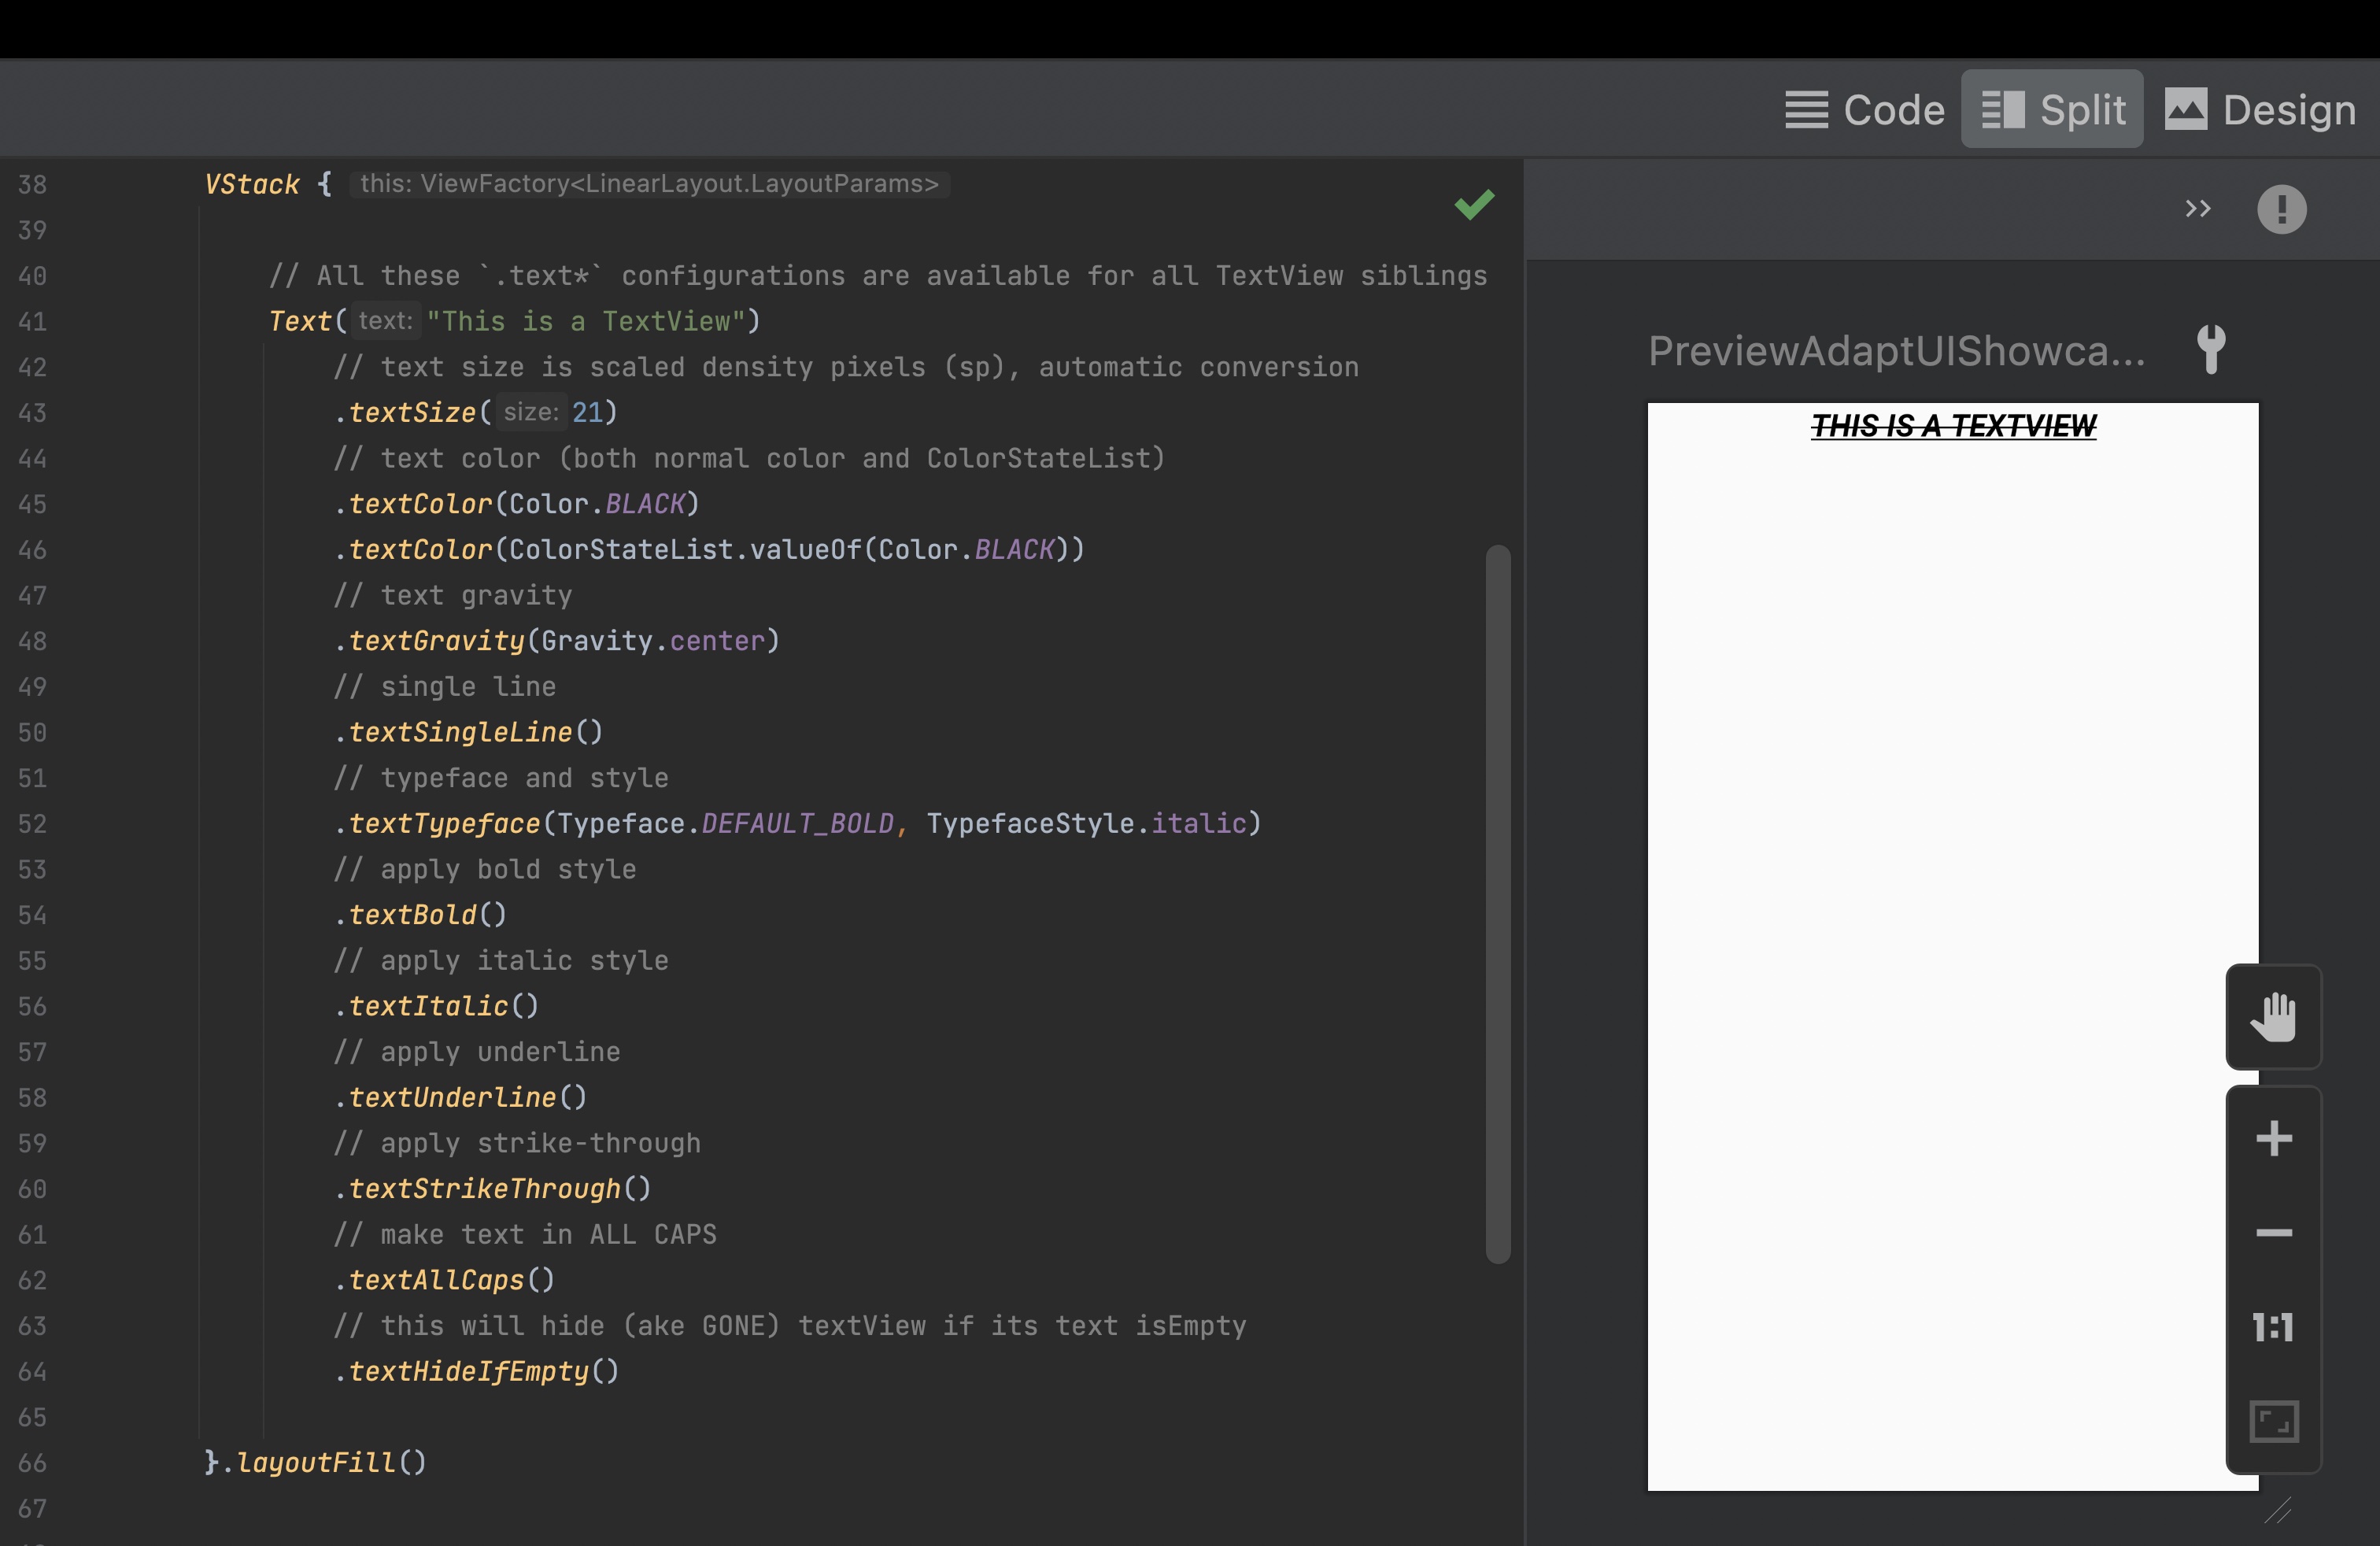 Code Split Design
38 VStack { this: ViewFactory<LinearLayout.LayoutParams>
39
40 // All these `.text*` configurations are available for all TextView siblings
41 Text( text: "This is a TextView")
42 // text size is scaled density pixels (sp), automatic conversion
43 .textSize( size: 21)
44 // text color (both normal color and ColorStateList)
45 .textColor(Color.BLACK)
46 .textColor(ColorStateList.valueOf(Color.BLACK))
47 // text gravity
48 .textGravity(Gravity.center)
49 // single line
50 .textSingleLine()
51 // typeface and style
52 .textTypeface(Typeface.DEFAULT_BOLD, TypefaceStyle.italic)
53 // apply bold style
54 .textBold()
55 // apply italic style
56 .textItalic()
57 // apply underline
58 .textUnderline()
59 // apply strike-through
60 .textStrikeThrough()
61 // make text in ALL CAPS
62 .textAllCaps()
63 // this will hide (ake GONE) textView if its text isEmpty
64 .textHideIfEmpty()
65
66 }.layoutFill()
67
PreviewAdaptUIShowca...
THIS IS A TEXTVIEW
1:1